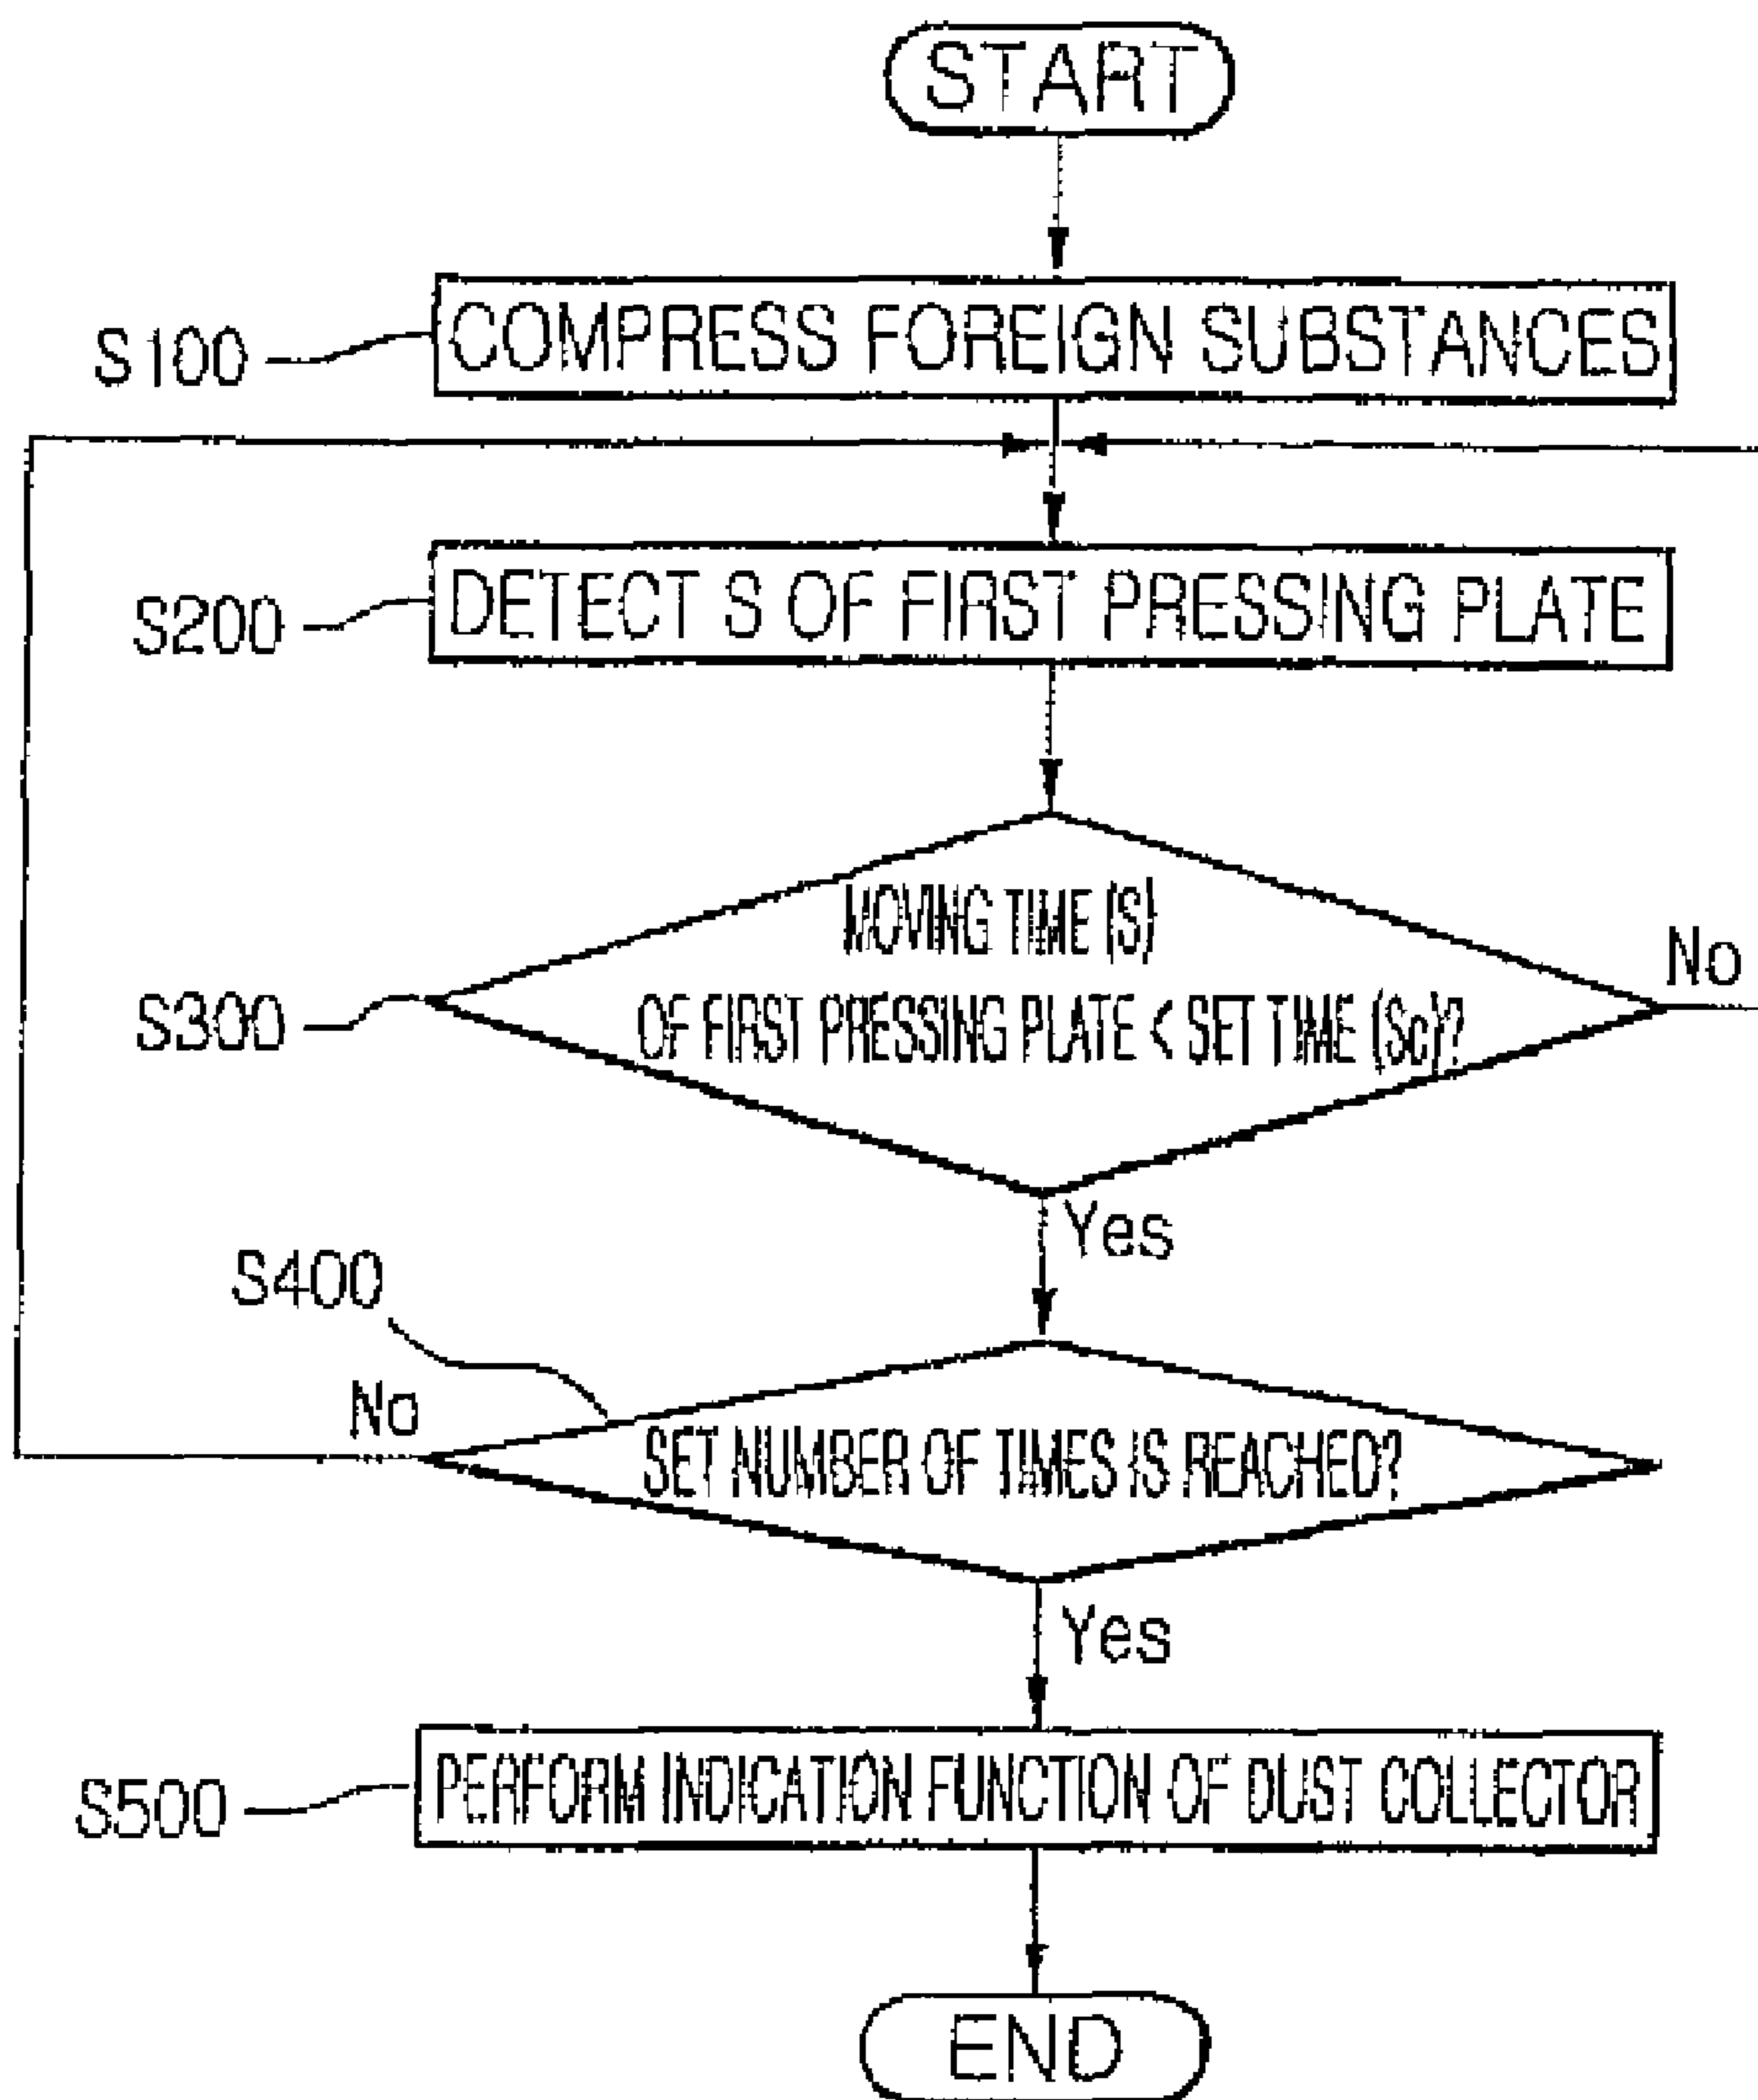 START
S100
COMPRESS FOREIGN SUBSTANCES
S200
DETECT S OF FIRST PRESSING PLATE
MOVING TIME (S)
No
S300
OF FIRST PRESSING PLATE < SET TIME (Sc)?
Yes
S400
No
SET NUMBER OF TIMES IS REACHED?
Yes
S500
PERFORM INDICATION FUNCTION OF DUST COLLECTOR
END